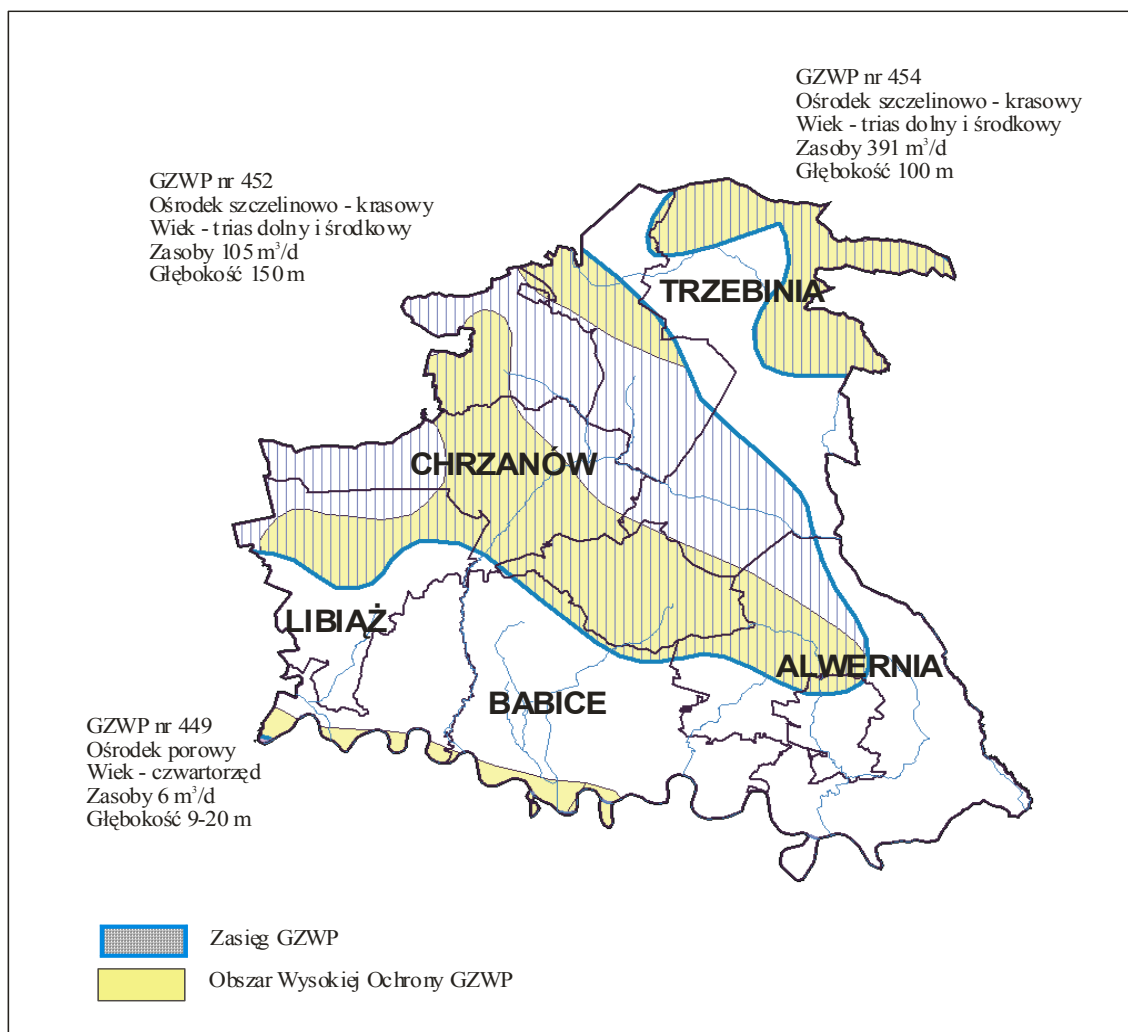 GZWP nr 454
Ośrodek szczelinowo - krasowy
Wiek - trias dolny i środkowy
Zasoby 391 m³/d
Głębokość 100 m
GZWP nr 452
Ośrodek szczelinowo - krasowy
Wiek - trias dolny i środkowy
Zasoby 105 m³/d
Głębokość 150 m
TRZEBINIA
CHRZANÓW
LIBIĄŻ
ALWERNIA
BABICE
GZWP nr 449
Ośrodek porowy
Wiek - czwartorzęd
Zasoby 6 m³/d
Głębokość 9-20 m
Zasięg GZWP
Obszar Wysokiej Ochrony GZWP